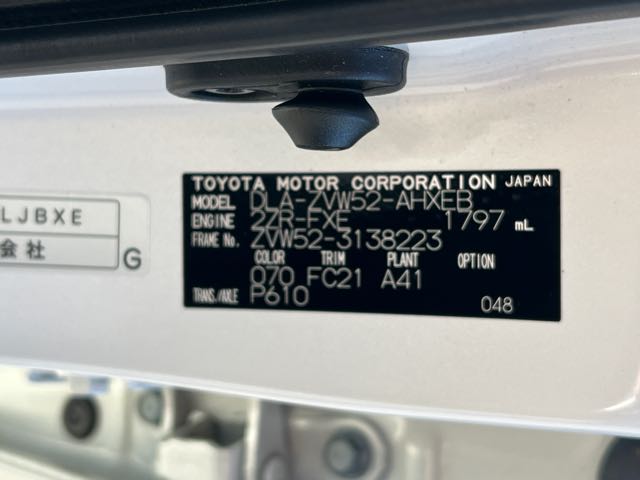 LJBXE
会社
G
TOYOTA MOTOR CORPORATION JAPAN
MODEL DLA-ZVW52-AHXEB
ENGINE 2ZR-FXE 1797 mL
FRAME No. ZVW52-3138223
COLOR TRIM PLANT OPTION
070 FC21 A41
TRANS./AXLE P610
048